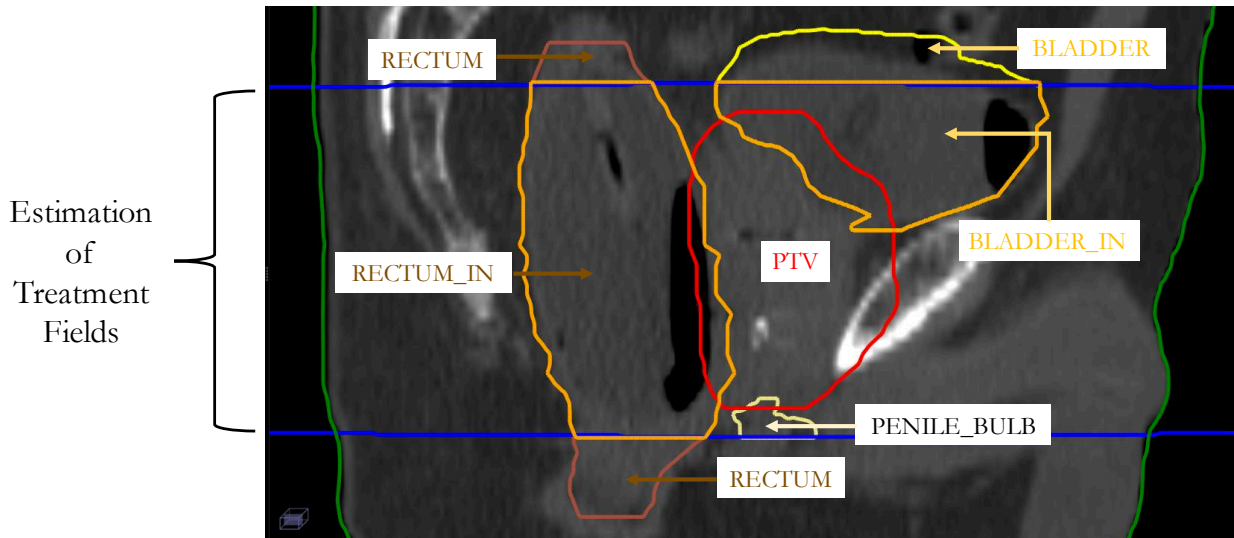 RECTUM
BLADDER
Estimation
of
Treatment
Fields
RECTUM_IN
PTV
BLADDER_IN
PENILE_BULB
RECTUM